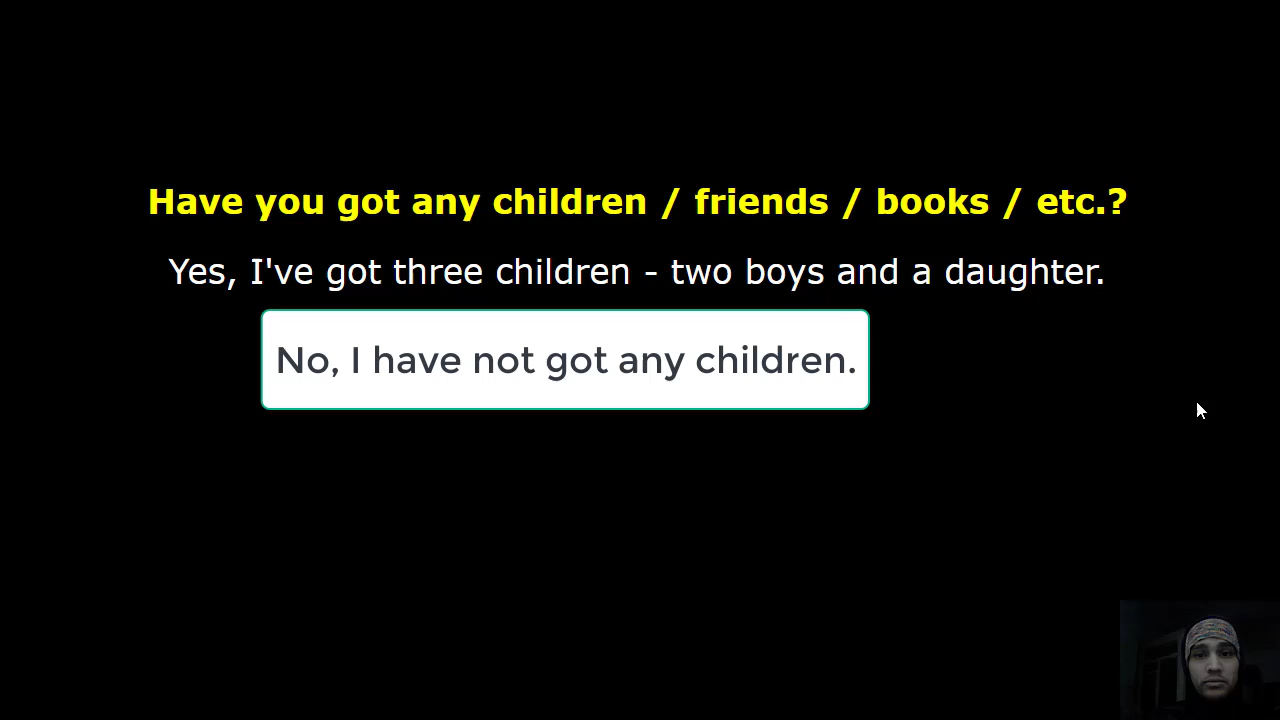 Have you got any children / friends / books / etc.?
Yes, I've got three children - two boys and a daughter.
No, I have not got any children.